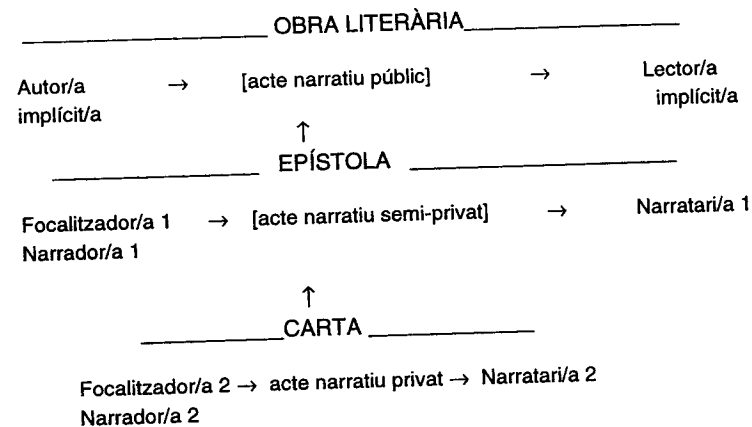 OBRA LITERÀRIA
Autor/a → [acte narratiu públic] → Lector/a
implícit/a implícit/a
↑
EPÍSTOLA
Focalitzador/a 1 → [acte narratiu semi-privat] → Narratari/a 1
Narrador/a 1
↑
CARTA
Focalitzador/a 2 → acte narratiu privat → Narratari/a 2
Narrador/a 2